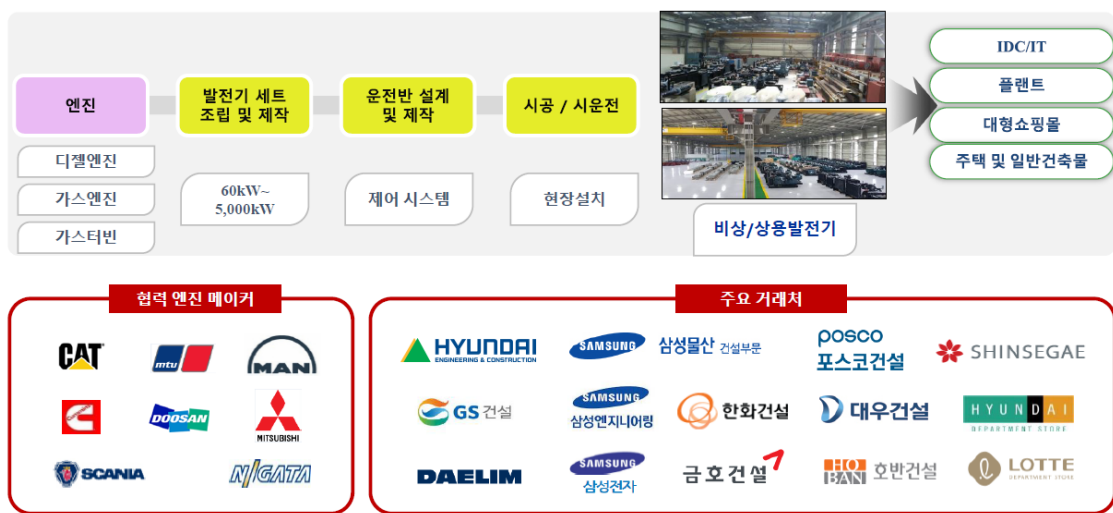 엔진
디젤엔진
가스엔진
가스터빈
발전기 세트
조립 및 제작
60kW~
5,000kW
운전반 설계
및 제작
제어 시스템
시공 / 시운전
현장설치
비상/상용발전기
IDC/IT
플랜트
대형쇼핑몰
주택 및 일반건축물
협력 엔진 메이커
CAT
mtu
MAN
DOOSAN
MITSUBISHI
SCANIA
NIGATA
주요 거래처
HYUNDAI
ENGINEERING & CONSTRUCTION
SAMSUNG
삼성물산 건설부문
posco
포스코건설
SHINSEGAE
GS 건설
SAMSUNG
삼성엔지니어링
한화건설
대우건설
HYUNDAI
DEPARTMENT STORE
DAELIM
SAMSUNG
삼성전자
금호건설
HO
BAN
호반건설
LOTTE
DEPARTMENT STORE